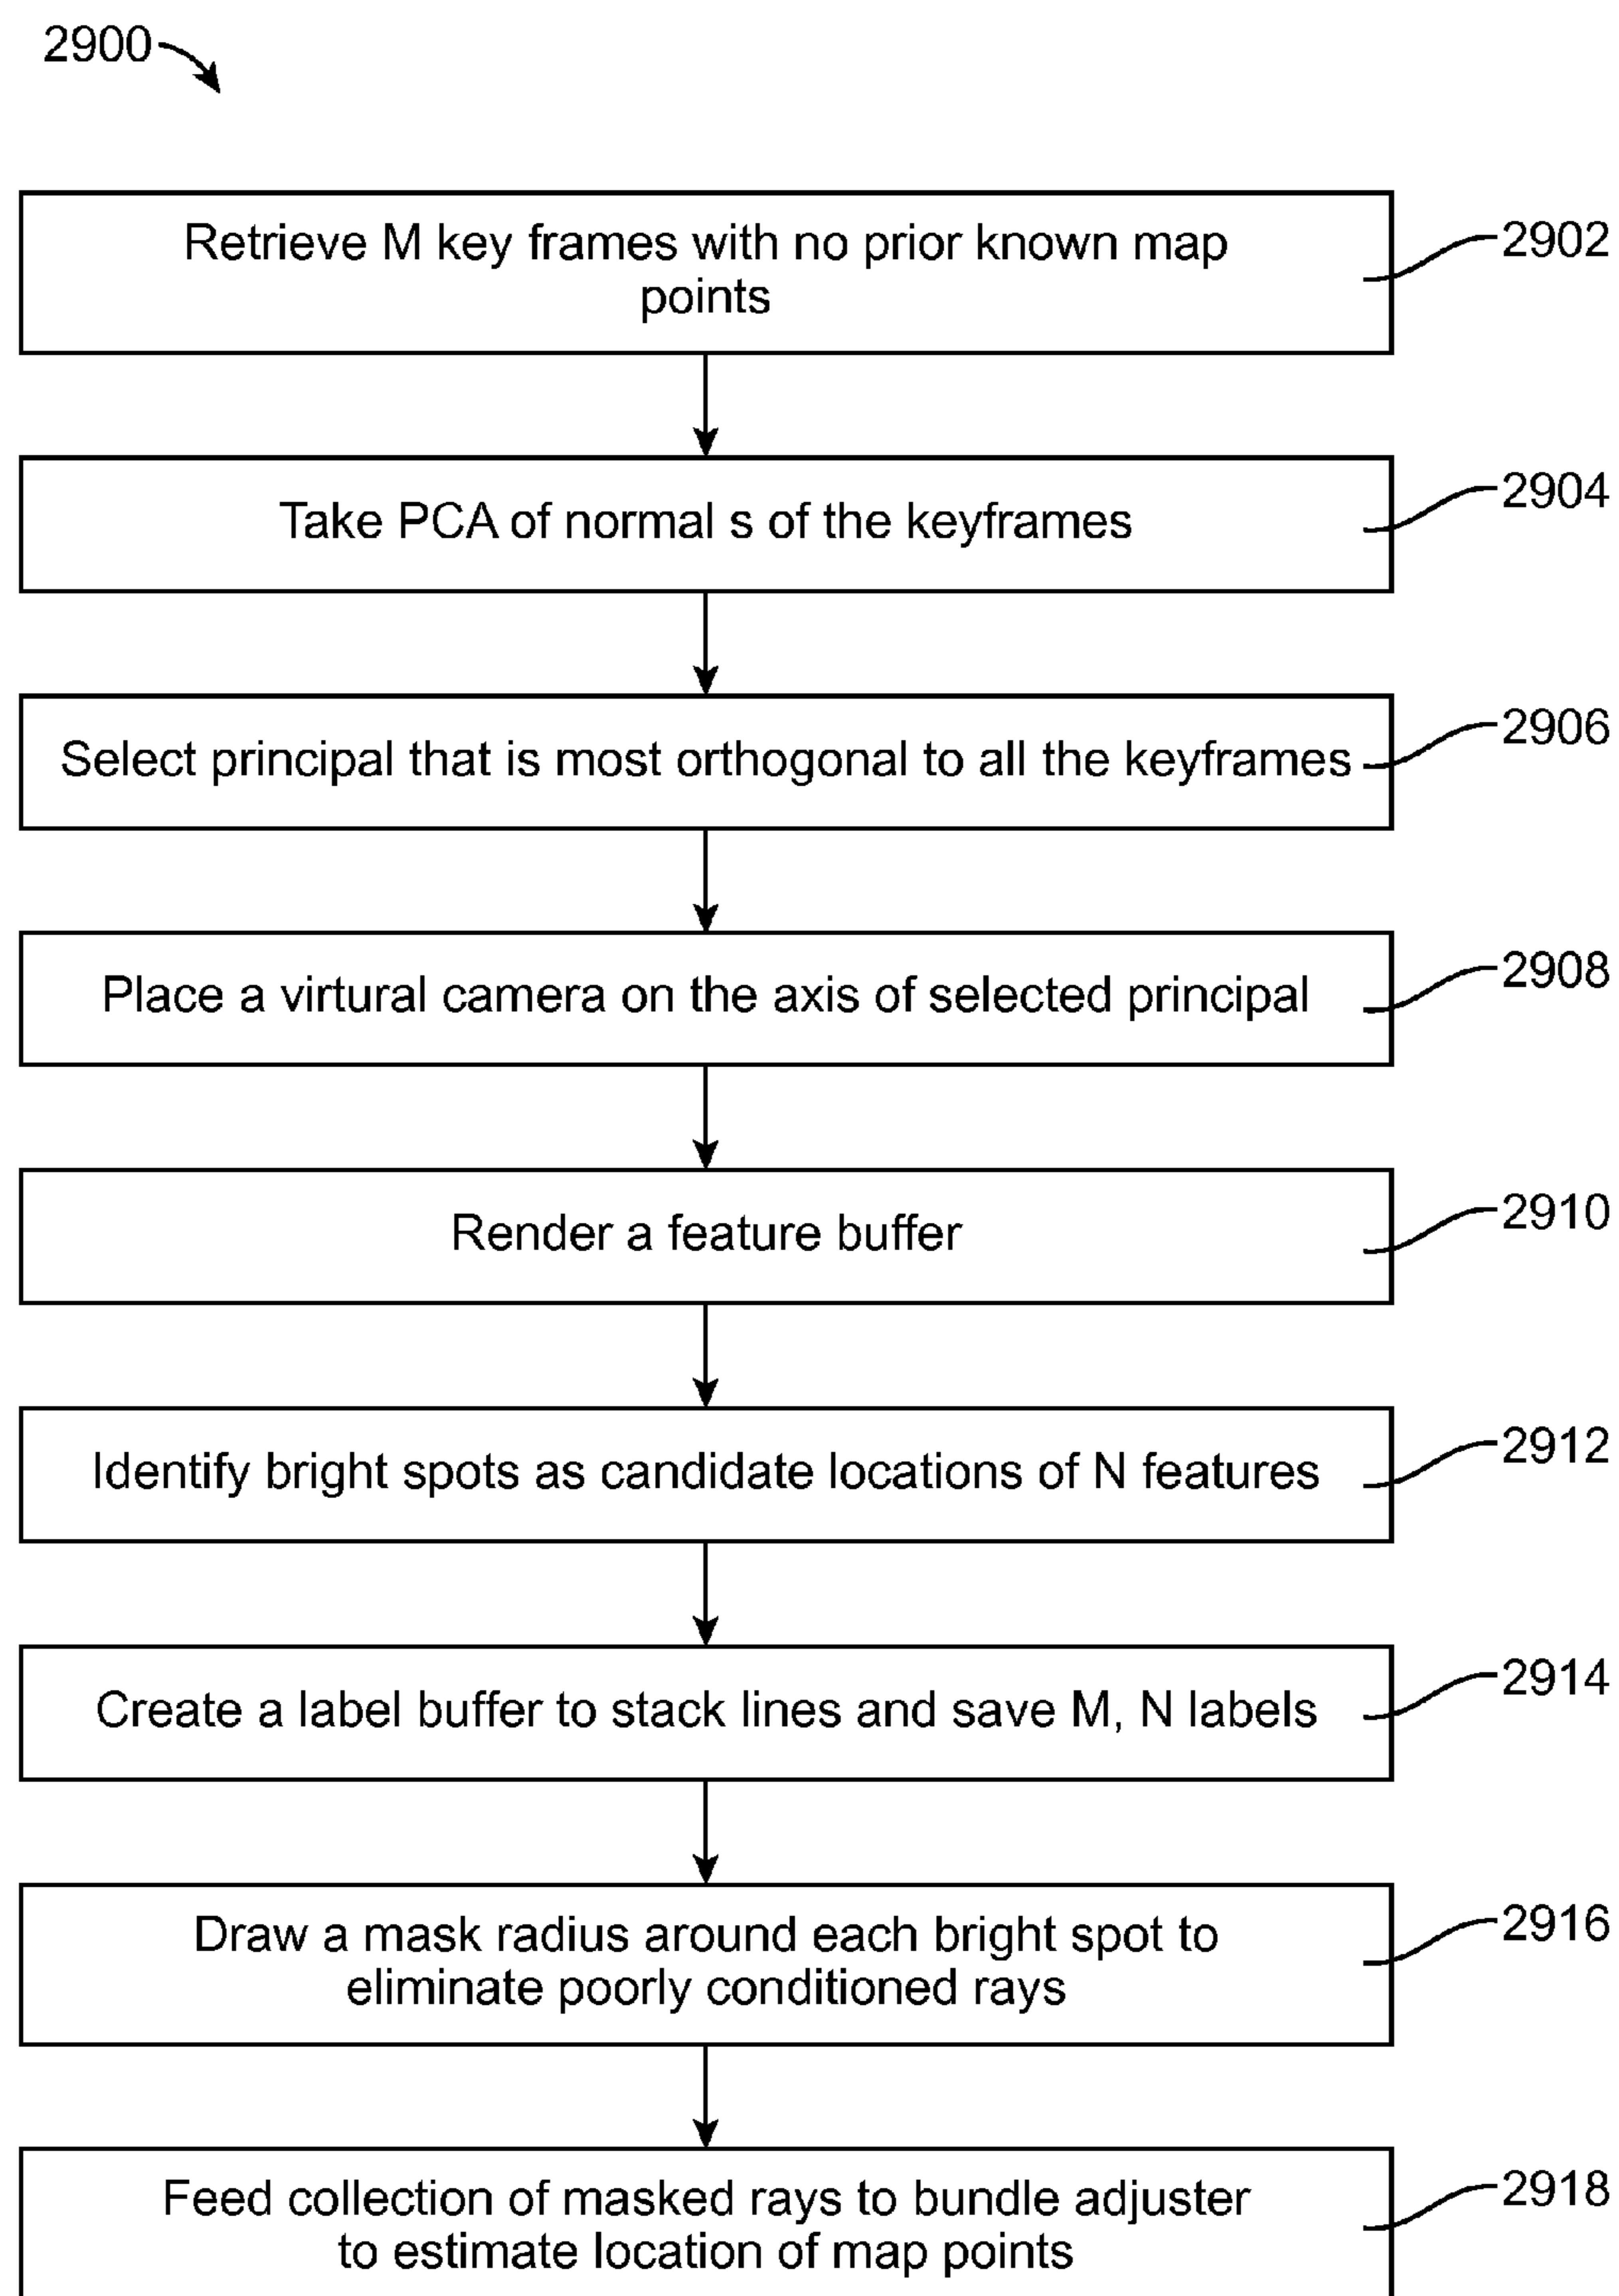 2900
Retrieve M key frames with no prior known map
points
2902
Take PCA of normal s of the keyframes
2904
Select principal that is most orthogonal to all the keyframes
2906
Place a virtural camera on the axis of selected principal
2908
Render a feature buffer
2910
Identify bright spots as candidate locations of N features
2912
Create a label buffer to stack lines and save M, N labels
2914
Draw a mask radius around each bright spot to
eliminate poorly conditioned rays
2916
Feed collection of masked rays to bundle adjuster
to estimate location of map points
2918